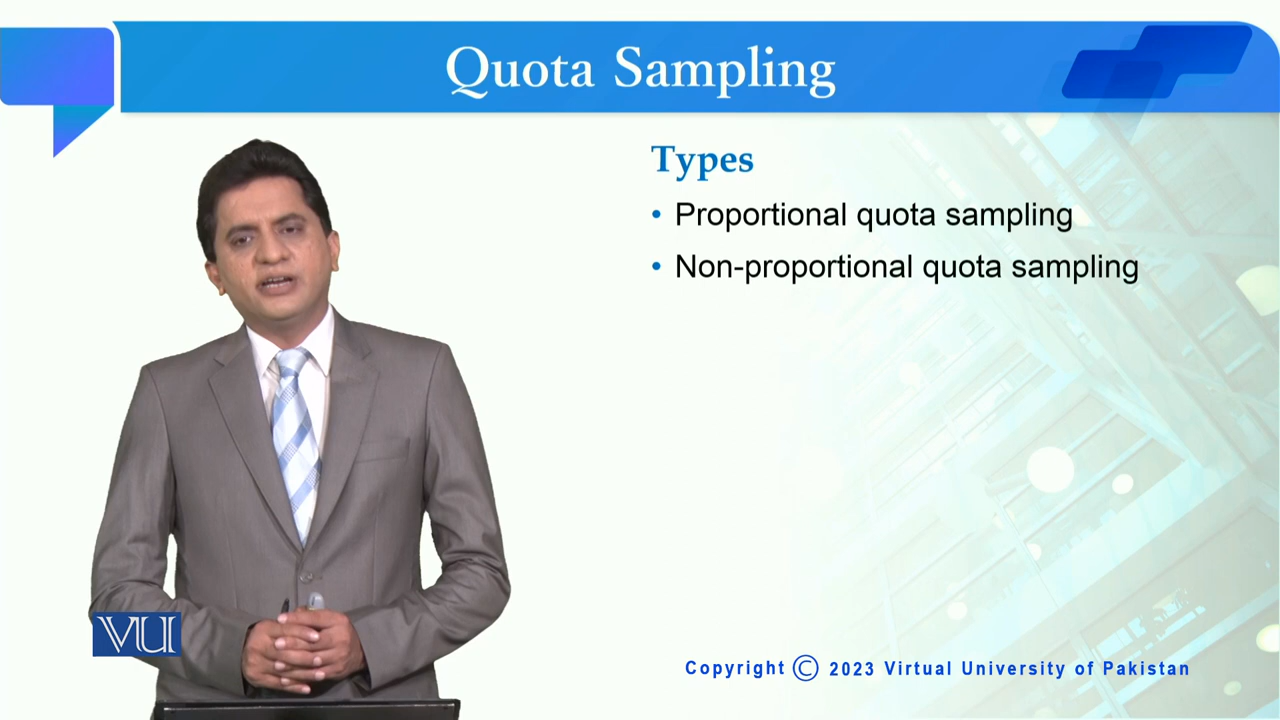 Quota Sampling
Types
• Proportional quota sampling
• Non-proportional quota sampling
VU
Copyright © 2023 Virtual University of Pakistan